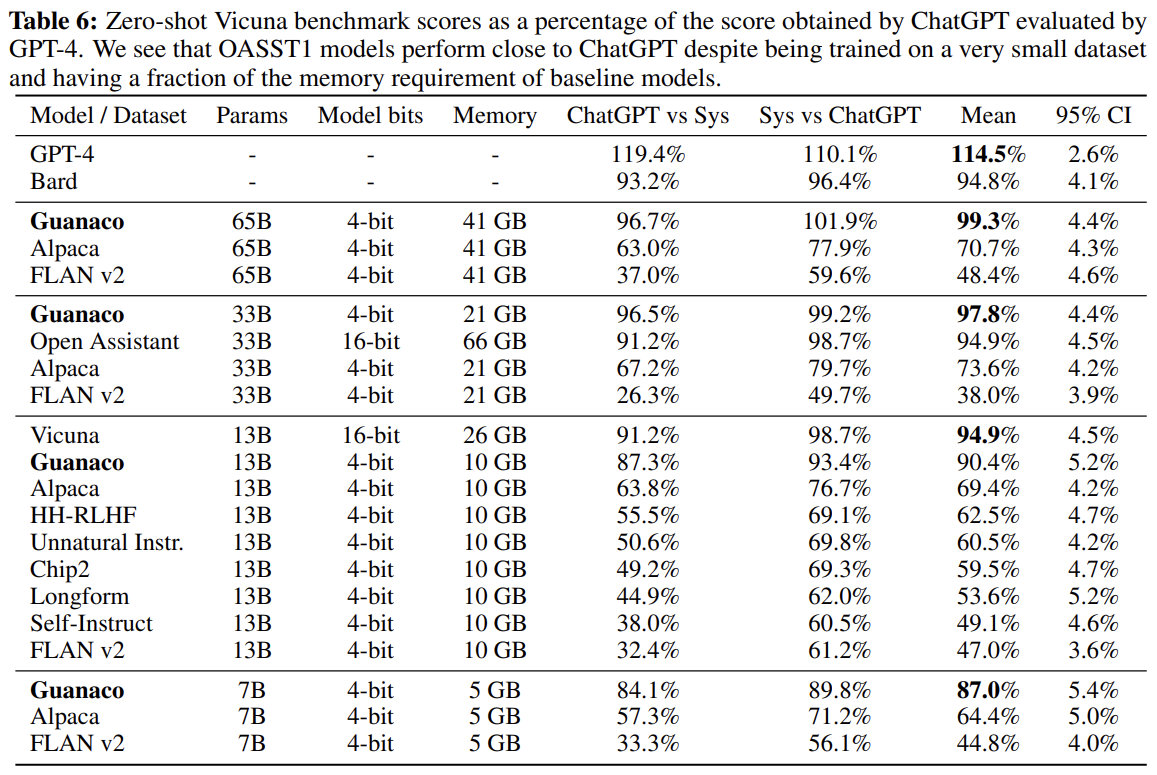 Table 6: Zero-shot Vicuna benchmark scores as a percentage of the score obtained by ChatGPT evaluated by
GPT-4. We see that OASST1 models perform close to ChatGPT despite being trained on a very small dataset
and having a fraction of the memory requirement of baseline models.
Model / Dataset Params Model bits Memory ChatGPT vs Sys Sys vs ChatGPT Mean 95% CI
GPT-4 - - - 119.4% 110.1% 114.5% 2.6%
Bard - - - 93.2% 96.4% 94.8% 4.1%
Guanaco 65B 4-bit 41 GB 96.7% 101.9% 99.3% 4.4%
Alpaca 65B 4-bit 41 GB 63.0% 77.9% 70.7% 4.3%
FLAN v2 65B 4-bit 41 GB 37.0% 59.6% 48.4% 4.6%
Guanaco 33B 4-bit 21 GB 96.5% 99.2% 97.8% 4.4%
Open Assistant 33B 16-bit 66 GB 91.2% 98.7% 94.9% 4.5%
Alpaca 33B 4-bit 21 GB 67.2% 79.7% 73.6% 4.2%
FLAN v2 33B 4-bit 21 GB 26.3% 49.7% 38.0% 3.9%
Vicuna 13B 16-bit 26 GB 91.2% 98.7% 94.9% 4.5%
Guanaco 13B 4-bit 10 GB 87.3% 93.4% 90.4% 5.2%
Alpaca 13B 4-bit 10 GB 63.8% 76.7% 69.4% 4.2%
HH-RLHF 13B 4-bit 10 GB 55.5% 69.1% 62.5% 4.7%
Unnatural Instr. 13B 4-bit 10 GB 50.6% 69.8% 60.5% 4.2%
Chip2 13B 4-bit 10 GB 49.2% 69.3% 59.5% 4.7%
Longform 13B 4-bit 10 GB 44.9% 62.0% 53.6% 5.2%
Self-Instruct 13B 4-bit 10 GB 38.0% 60.5% 49.1% 4.6%
FLAN v2 13B 4-bit 10 GB 32.4% 61.2% 47.0% 3.6%
Guanaco 7B 4-bit 5 GB 84.1% 89.8% 87.0% 5.4%
Alpaca 7B 4-bit 5 GB 57.3% 71.2% 64.4% 5.0%
FLAN v2 7B 4-bit 5 GB 33.3% 56.1% 44.8% 4.0%